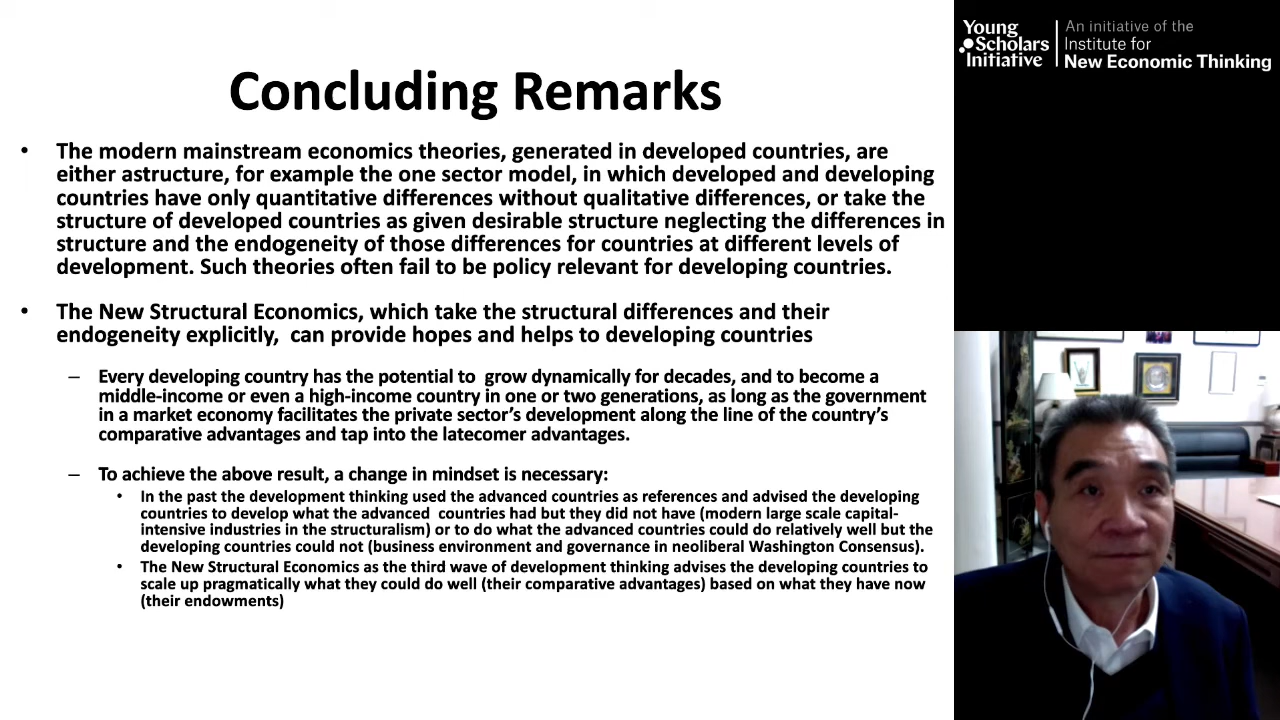 Concluding Remarks
• The modern mainstream economics theories, generated in developed countries, are
either astructure, for example the one sector model, in which developed and developing
countries have only quantitative differences without qualitative differences, or take the
structure of developed countries as given desirable structure neglecting the differences in
structure and the endogeneity of those differences for countries at different levels of
development. Such theories often fail to be policy relevant for developing countries.
• The New Structural Economics, which take the structural differences and their
endogeneity explicitly,  can provide hopes and helps to developing countries
– Every developing country has the potential to  grow dynamically for decades, and to become a
middle-income or even a high-income country in one or two generations, as long as the government
in a market economy facilitates the private sector’s development along the line of the country’s
comparative advantages and tap into the latecomer advantages.
– To achieve the above result, a change in mindset is necessary:
• In the past the development thinking used the advanced countries as references and advised the developing
countries to develop what the advanced  countries had but they did not have (modern large scale capital-
intensive industries in the structuralism) or to do what the advanced countries could do relatively well but the
developing countries could not (business environment and governance in neoliberal Washington Consensus).
• The New Structural Economics as the third wave of development thinking advises the developing countries to
scale up pragmatically what they could do well (their comparative advantages) based on what they have now
(their endowments)
Young
Scholars
Initiative
An initiative of the
Institute for
New Economic Thinking